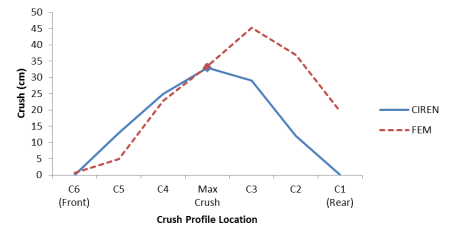 50
45
40
35
30
25
20
15
10
5
0
Crush (cm)
C6 C5 C4 Max C3 C2 C1
(Front) Crush (Rear)
Crush Profile Location
CIREN
FEM